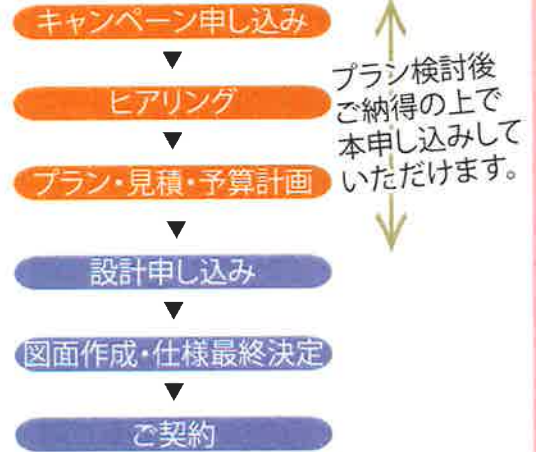 キャンペーン申し込み
▼
ヒアリング
▼
プラン・見積・予算計画
▼
設計申し込み
▼
図面作成・仕様最終決定
▼
ご契約
プラン検討後
ご納得の上で
本申し込みして
いただけます。